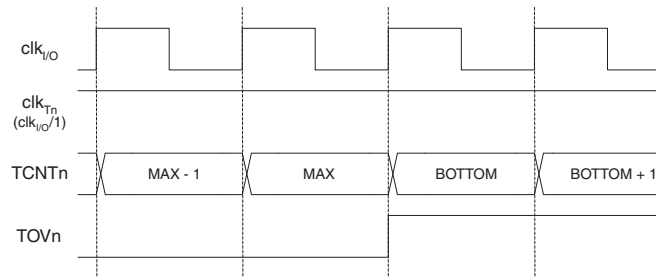 clkI/O
clkTn
(clkI/O/1)
TCNTn MAX - 1 MAX BOTTOM BOTTOM + 1
TOVn